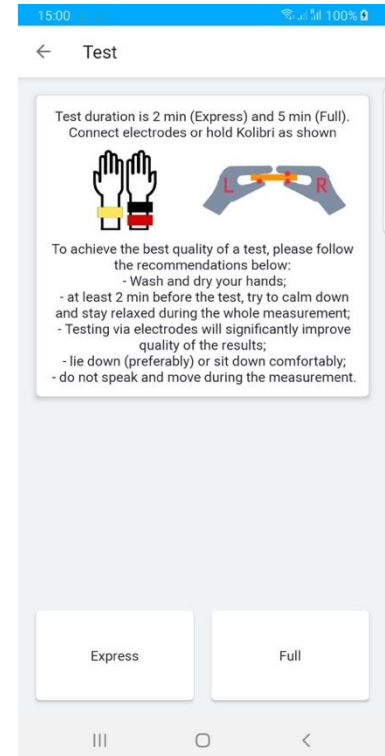 15:00
100%
Test
Test duration is 2 min (Express) and 5 min (Full).
Connect electrodes or hold Kolibri as shown
L R
To achieve the best quality of a test, please follow
the recommendations below:
- Wash and dry your hands;
- at least 2 min before the test, try to calm down
and stay relaxed during the whole measurement;
- Testing via electrodes will significantly improve
quality of the results;
- lie down (preferably) or sit down comfortably;
- do not speak and move during the measurement.
Express
Full